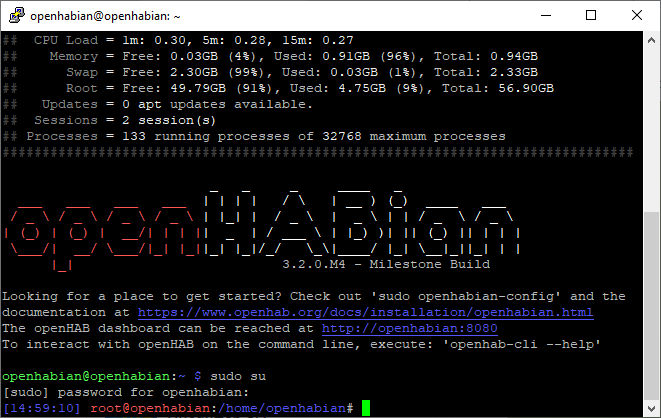 openhabian@openhabian: ~
##   CPU Load = 1m: 0.30, 5m: 0.28, 15m: 0.27
##     Memory = Free: 0.03GB (4%), Used: 0.91GB (96%), Total: 0.94GB
##       Swap = Free: 2.30GB (99%), Used: 0.03GB (1%), Total: 2.33GB
##       Root = Free: 49.79GB (91%), Used: 4.75GB (9%), Total: 56.90GB
##    Updates = 0 apt updates available.
##   Sessions = 2 session(s)
## Processes = 133 running processes of 32768 maximum processes
###############################################################################
openHABian
3.2.0.M4 - Milestone Build
Looking for a place to get started? Check out 'sudo openhabian-config' and the
documentation at https://www.openhab.org/docs/installation/openhabian.html
The openHAB dashboard can be reached at http://openhabian:8080
To interact with openHAB on the command line, execute: 'openhab-cli --help'
openhabian@openhabian:~ $ sudo su
[sudo] password for openhabian:
[14:59:10] root@openhabian:/home/openhabian#